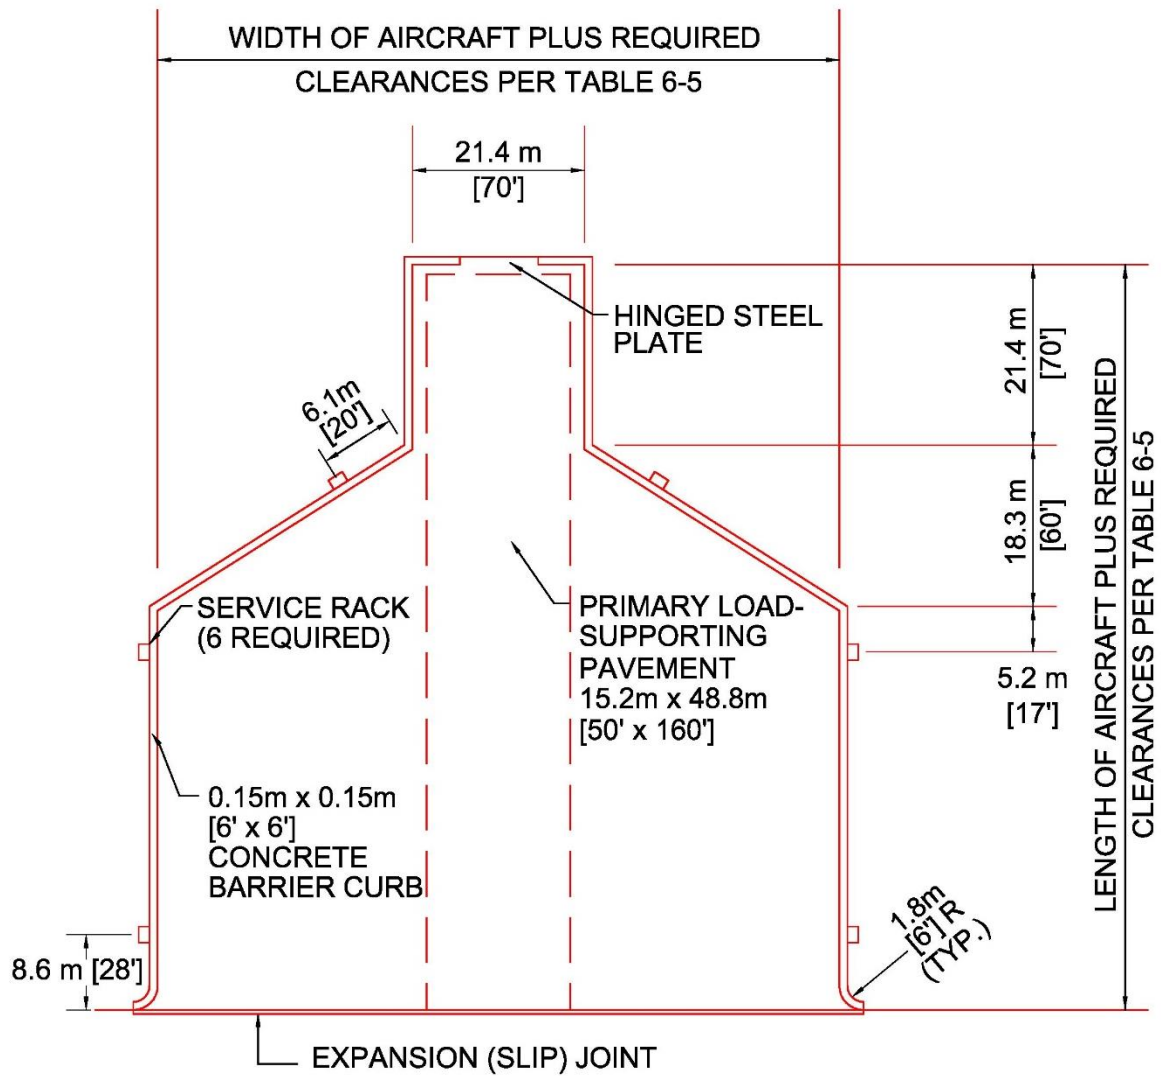 WIDTH OF AIRCRAFT PLUS REQUIRED
CLEARANCES PER TABLE 6-5
21.4 m
[70']
HINGED STEEL
PLATE
6.1m
[20']
21.4 m
[70']
18.3 m
[60']
5.2 m
[17']
LENGTH OF AIRCRAFT PLUS REQUIRED
CLEARANCES PER TABLE 6-5
SERVICE RACK
(6 REQUIRED)
PRIMARY LOAD-
SUPPORTING
PAVEMENT
15.2m x 48.8m
[50' x 160']
0.15m x 0.15m
[6' x 6']
CONCRETE
BARRIER CURB
8.6 m [28']
1.8m
[6'] R
(TYP.)
EXPANSION (SLIP) JOINT